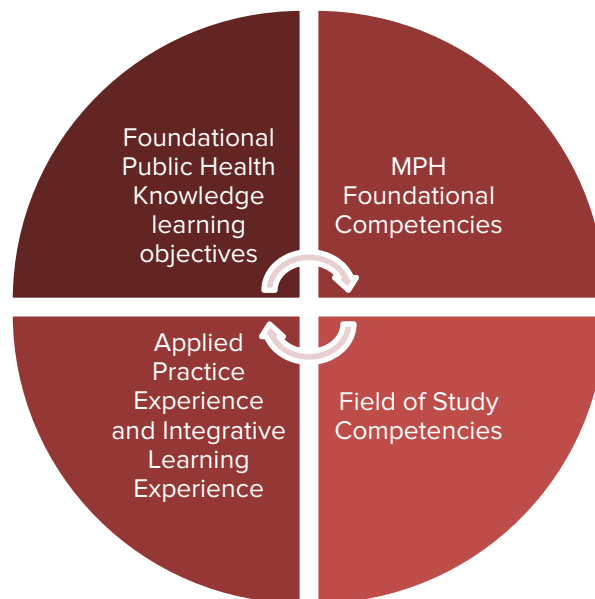 Foundational
Public Health
Knowledge
learning
objectives
MPH
Foundational
Competencies
Applied
Practice
Experience
and Integrative
Learning
Experience
Field of Study
Competencies